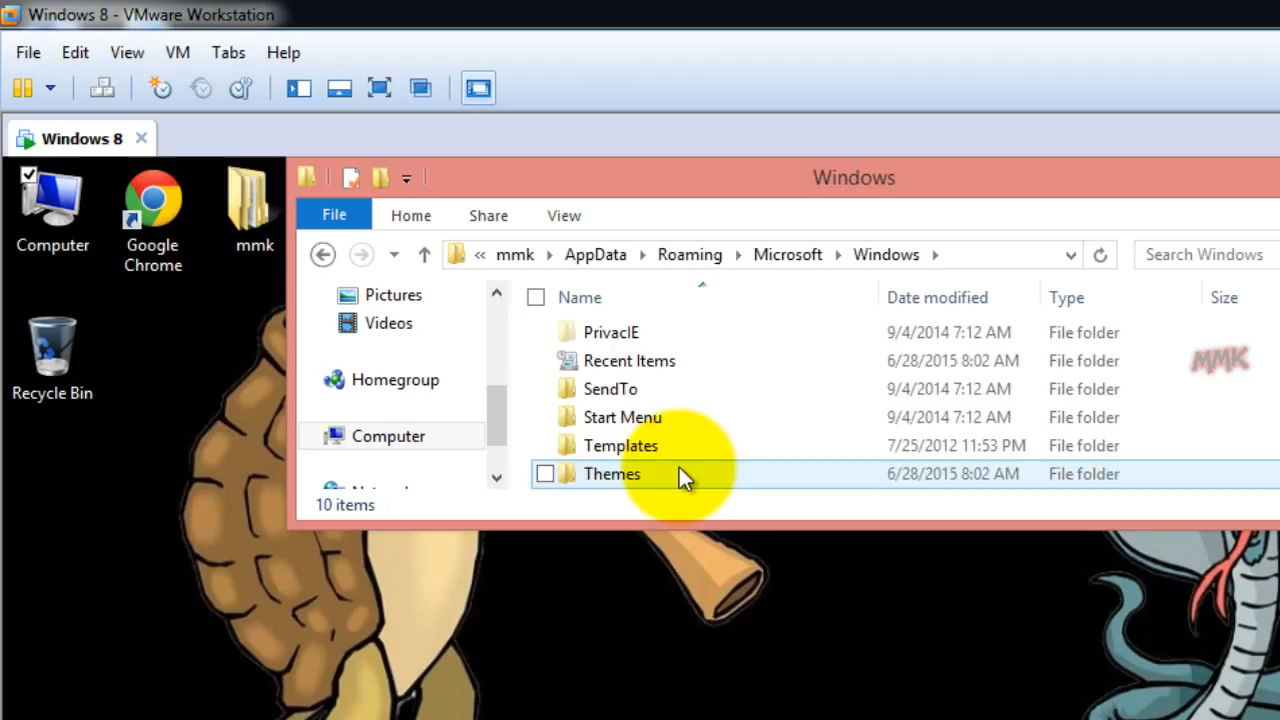 Windows 8 - VMware Workstation
File Edit View VM Tabs Help
Windows 8
Computer
Google Chrome
mmk
Recycle Bin
Windows
File Home Share View
« mmk AppData Roaming Microsoft Windows
Search Windows
Pictures
Videos
Homegroup
Computer
Name Date modified Type Size
PrivacIE 9/4/2014 7:12 AM File folder
Recent Items 6/28/2015 8:02 AM File folder
SendTo 9/4/2014 7:12 AM File folder
Start Menu 9/4/2014 7:12 AM File folder
Templates 7/25/2012 11:53 PM File folder
Themes 6/28/2015 8:02 AM File folder
10 items
MMK